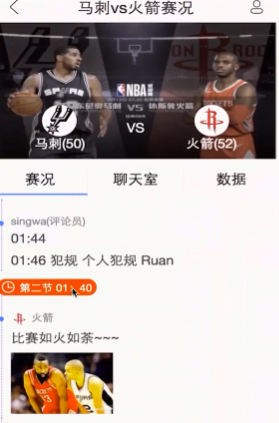 马刺vs火箭赛况
NBA
VS
VS
马刺(50)
火箭(52)
赛况
聊天室
数据
singwa(评论员)
01:44
01:46 犯规 个人犯规 Ruan
第二节 01:40
火箭
比赛如火如荼~~~